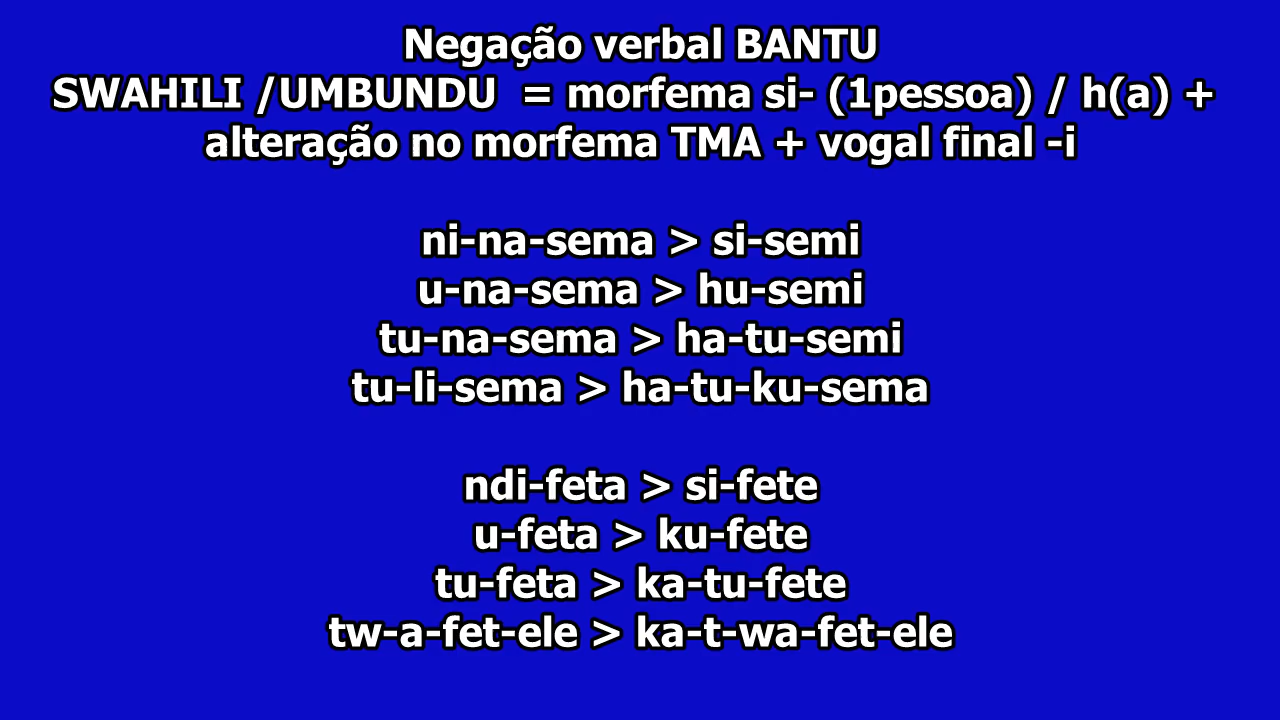 Negação verbal BANTU
SWAHILI /UMBUNDU = morfema si- (1pessoa) / h(a) +
alteração no morfema TMA + vogal final -i
ni-na-sema > si-semi
u-na-sema > hu-semi
tu-na-sema > ha-tu-semi
tu-li-sema > ha-tu-ku-sema
ndi-feta > si-fete
u-feta > ku-fete
tu-feta > ka-tu-fete
tw-a-fet-ele > ka-t-wa-fet-ele